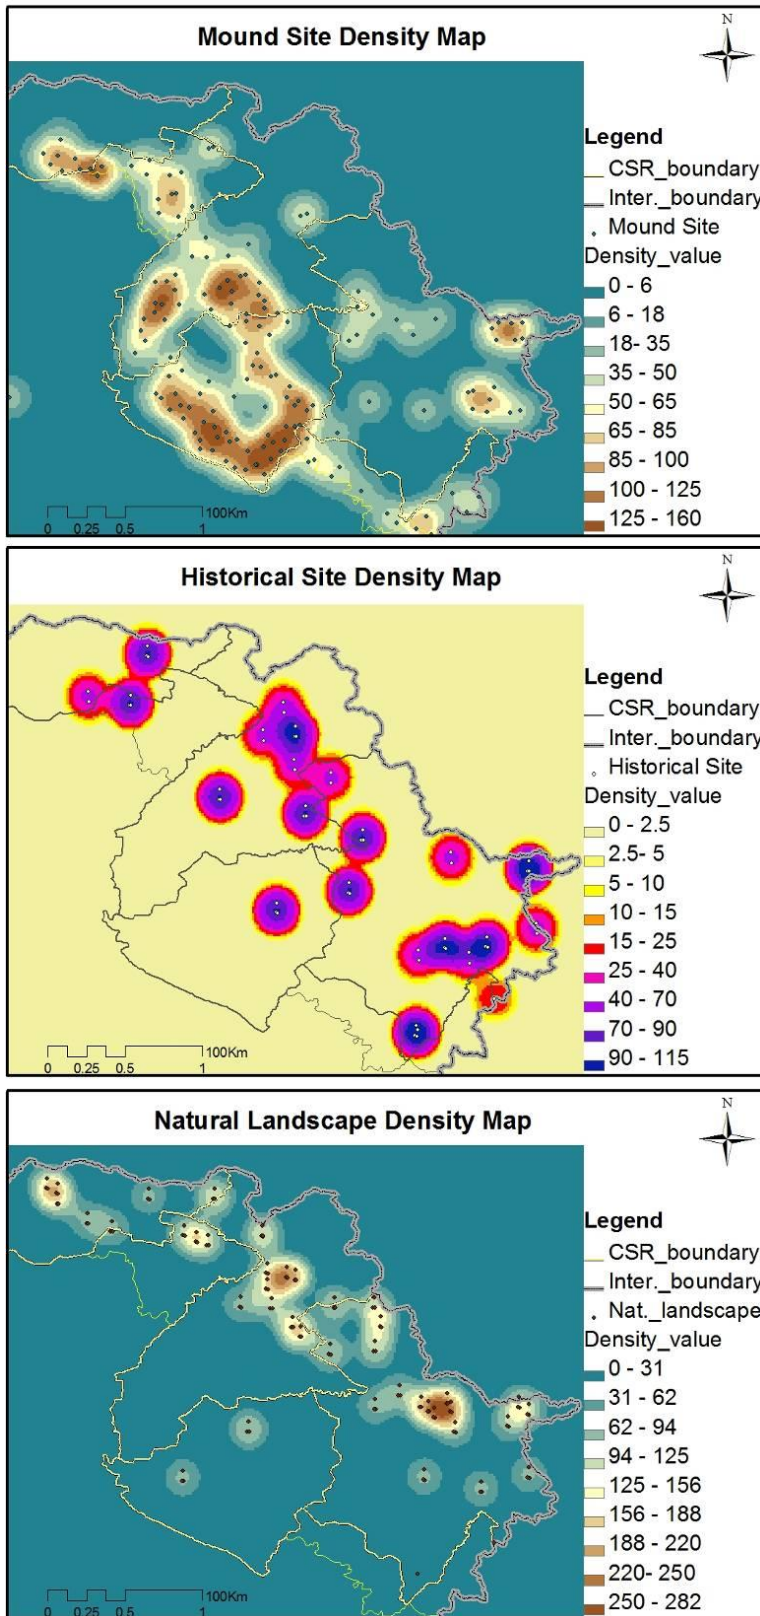 Mound Site Density Map
N
Legend
CSR_boundary
Inter._boundary
Mound Site
Density_value
0 - 6
6 - 18
18- 35
35 - 50
50 - 65
65 - 85
85 - 100
100 - 125
125 - 160
100Km
0 0.25 0.5 1
Historical Site Density Map
N
Legend
CSR_boundary
Inter._boundary
Historical Site
Density_value
0 - 2.5
2.5- 5
5 - 10
10 - 15
15 - 25
25 - 40
40 - 70
70 - 90
90 - 115
100Km
0 0.25 0.5 1
Natural Landscape Density Map
N
Legend
CSR_boundary
Inter._boundary
Nat._landscape
Density_value
0 - 31
31 - 62
62 - 94
94 - 125
125 - 156
156 - 188
188 - 220
220- 250
250 - 282
100Km
0 0.25 0.5 1